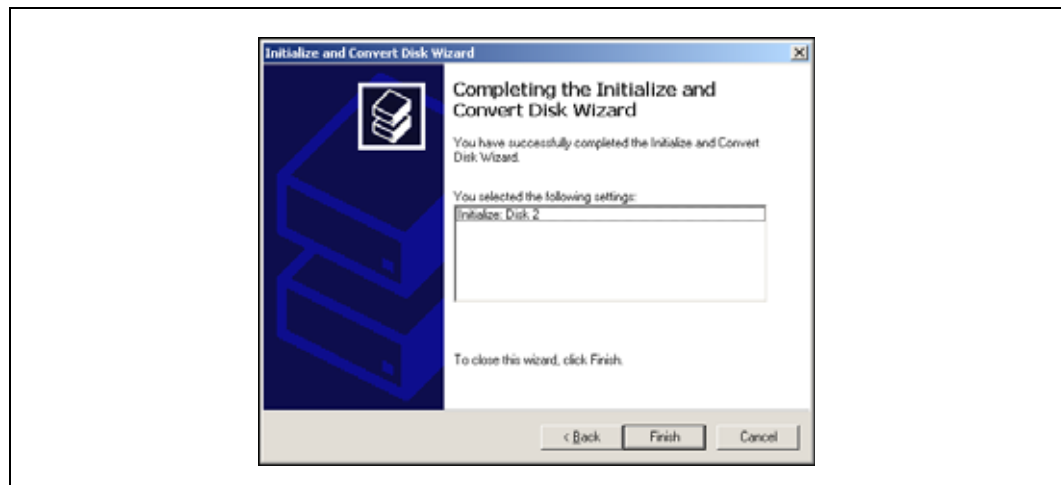 Initialize and Convert Disk Wizard
Completing the Initialize and
Convert Disk Wizard
You have successfully completed the Initialize and Convert
Disk Wizard.
You selected the following settings:
Initialize: Disk 2
To close this wizard, click Finish.
< Back
Finish
Cancel